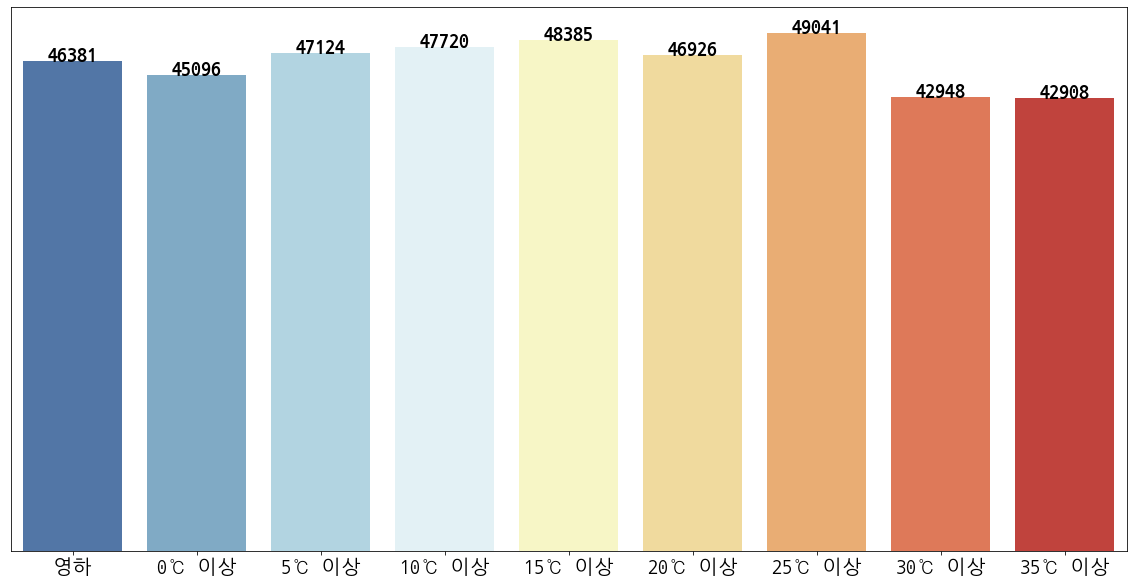 46381
45096
47124
47720
48385
46926
49041
42948
42908
영하
0℃ 이상
5℃ 이상
10℃ 이상
15℃ 이상
20℃ 이상
25℃ 이상
30℃ 이상
35℃ 이상